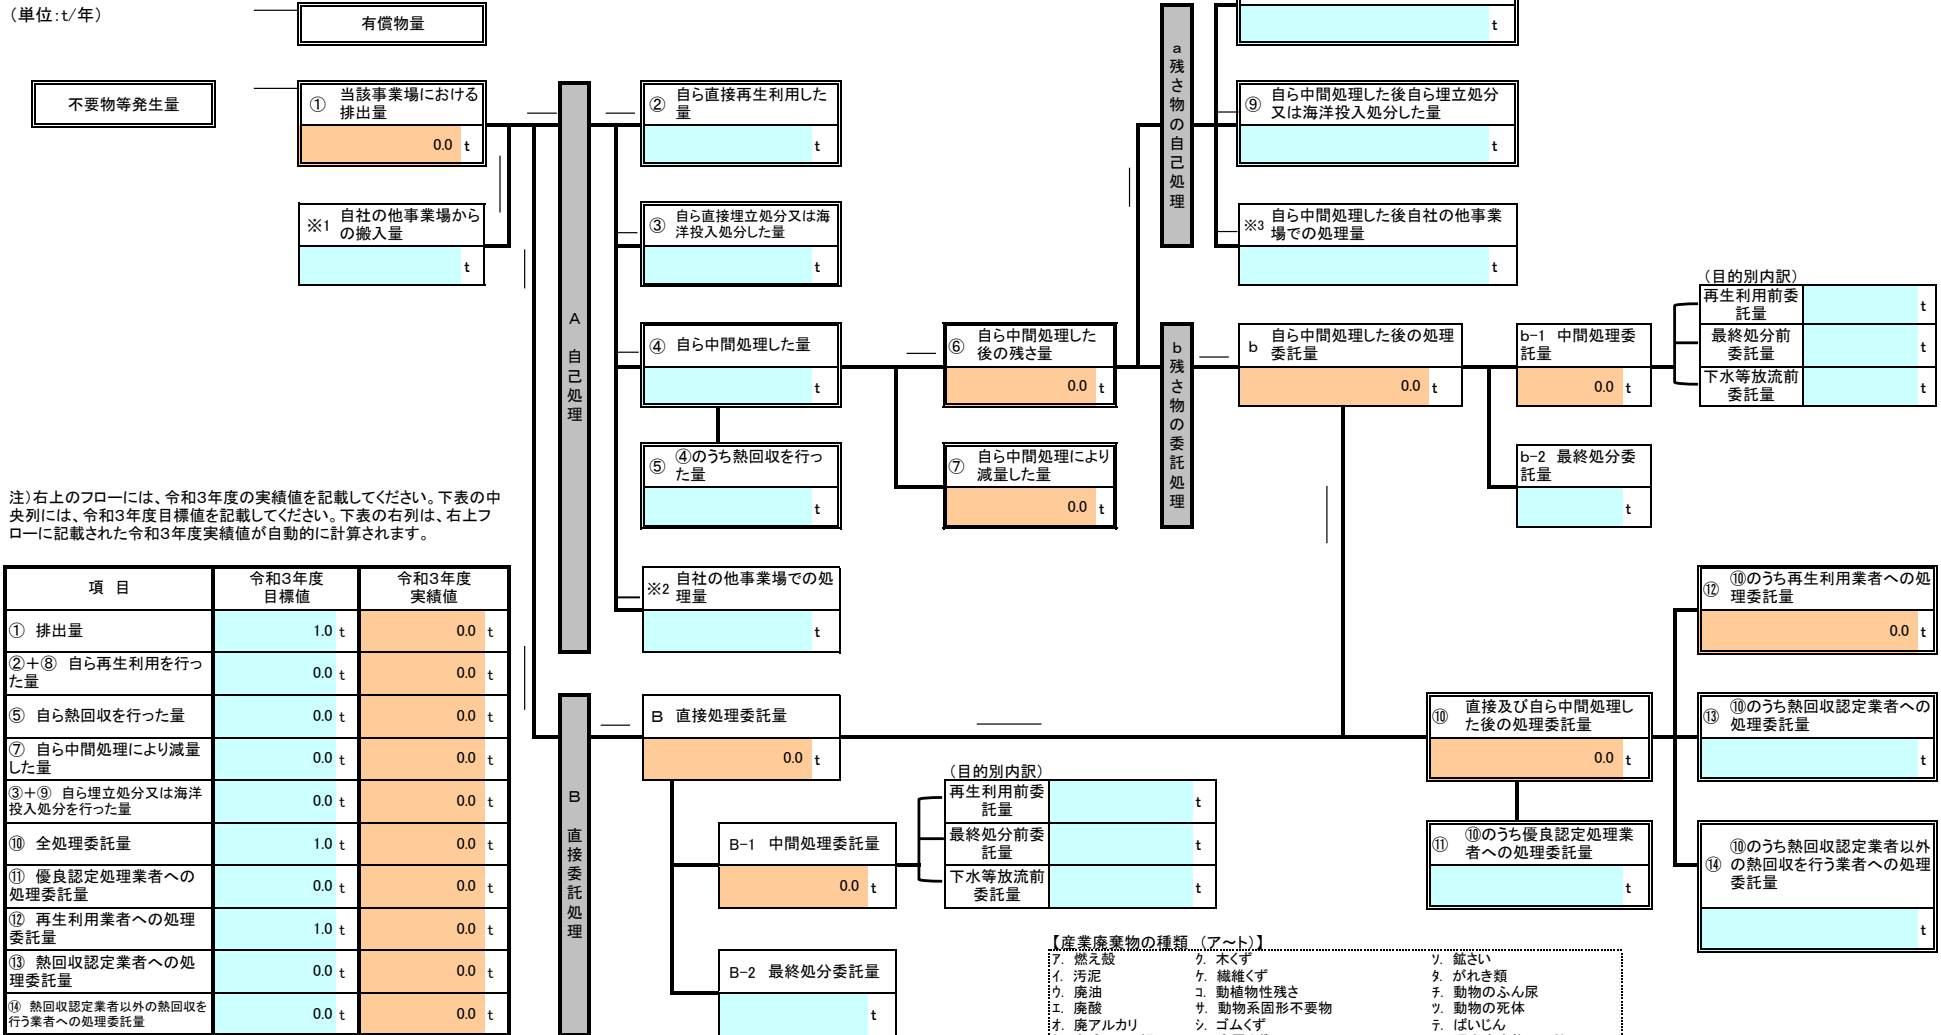 （単位：t/年）
有償物量
不要物等発生量
① 当該事業場における
排出量
0.0 t
※1 自社の他事業場から
の搬入量
t
A 自己処理
② 自ら直接再生利用した
量
t
③ 自ら直接埋立処分又は海
洋投入処分した量
t
④ 自ら中間処理した量
t
⑤ ④のうち熱回収を行っ
た量
t
※2 自社の他事業場での処
理量
t
⑥ 自ら中間処理した
後の残さ量
0.0 t
⑦ 自ら中間処理により
減量した量
0.0 t
a 残さ物の自己処理
t
⑨ 自ら中間処理した後自ら埋立処分
又は海洋投入処分した量
t
※3 自ら中間処理した後自社の他事業
場での処理量
t
b 残さ物の委託処理
b 自ら中間処理した後の処理
委託量
0.0 t
b-1 中間処理委
託量
0.0 t
b-2 最終処分委
託量
t
（目的別内訳）
再生利用前委
託量
t
最終処分前
委託量
t
下水等放流前
委託量
t
注）右上のフローには、令和3年度の実績値を記載してください。下表の中
央列には、令和3年度目標値を記載してください。下表の右列は、右上フ
ローに記載された令和3年度実績値が自動的に計算されます。
項 目 令和3年度
目標値 令和3年度
実績値
① 排出量 1.0 t 0.0 t
②＋⑧ 自ら再生利用を行っ
た量 0.0 t 0.0 t
⑤ 自ら熱回収を行った量 0.0 t 0.0 t
⑦ 自ら中間処理により減量
した量 0.0 t 0.0 t
③＋⑨ 自ら埋立処分又は海洋
投入処分を行った量 0.0 t 0.0 t
⑩ 全処理委託量 1.0 t 0.0 t
⑪ 優良認定処理業者への
処理委託量 0.0 t 0.0 t
⑫ 再生利用業者への処理
委託量 1.0 t 0.0 t
⑬ 熱回収認定業者への処
理委託量 0.0 t 0.0 t
⑭ 熱回収認定業者以外の熱回収を
行う業者への処理委託量 0.0 t 0.0 t
B 直接委託処理
B 直接処理委託量
0.0 t
B-1 中間処理委託量
0.0 t
B-2 最終処分委託量
t
（目的別内訳）
再生利用前委
託量
t
最終処分前委
託量
t
下水等放流前
委託量
t
⑩ 直接及び自ら中間処理し
た後の処理委託量
0.0 t
⑪ ⑩のうち優良認定処理業
者への処理委託量
t
⑫ ⑩のうち再生利用業者への処
理委託量
0.0 t
⑬ ⑩のうち熱回収認定業者への
処理委託量
t
⑭ ⑩のうち熱回収認定業者以外
の熱回収を行う業者への処理
委託量
t
【産業廃棄物の種類 （ア～ト）】
ア. 燃え殻 ク. 木くず ソ. 鉱さい
イ. 汚泥 ケ. 繊維くず タ. がれき類
ウ. 廃油 コ. 動植物性残さ チ. 動物のふん尿
エ. 廃酸 サ. 動物系固形不要物 ツ. 動物の死体
オ. 廃アルカリ シ. ゴムくず テ. ばいじん